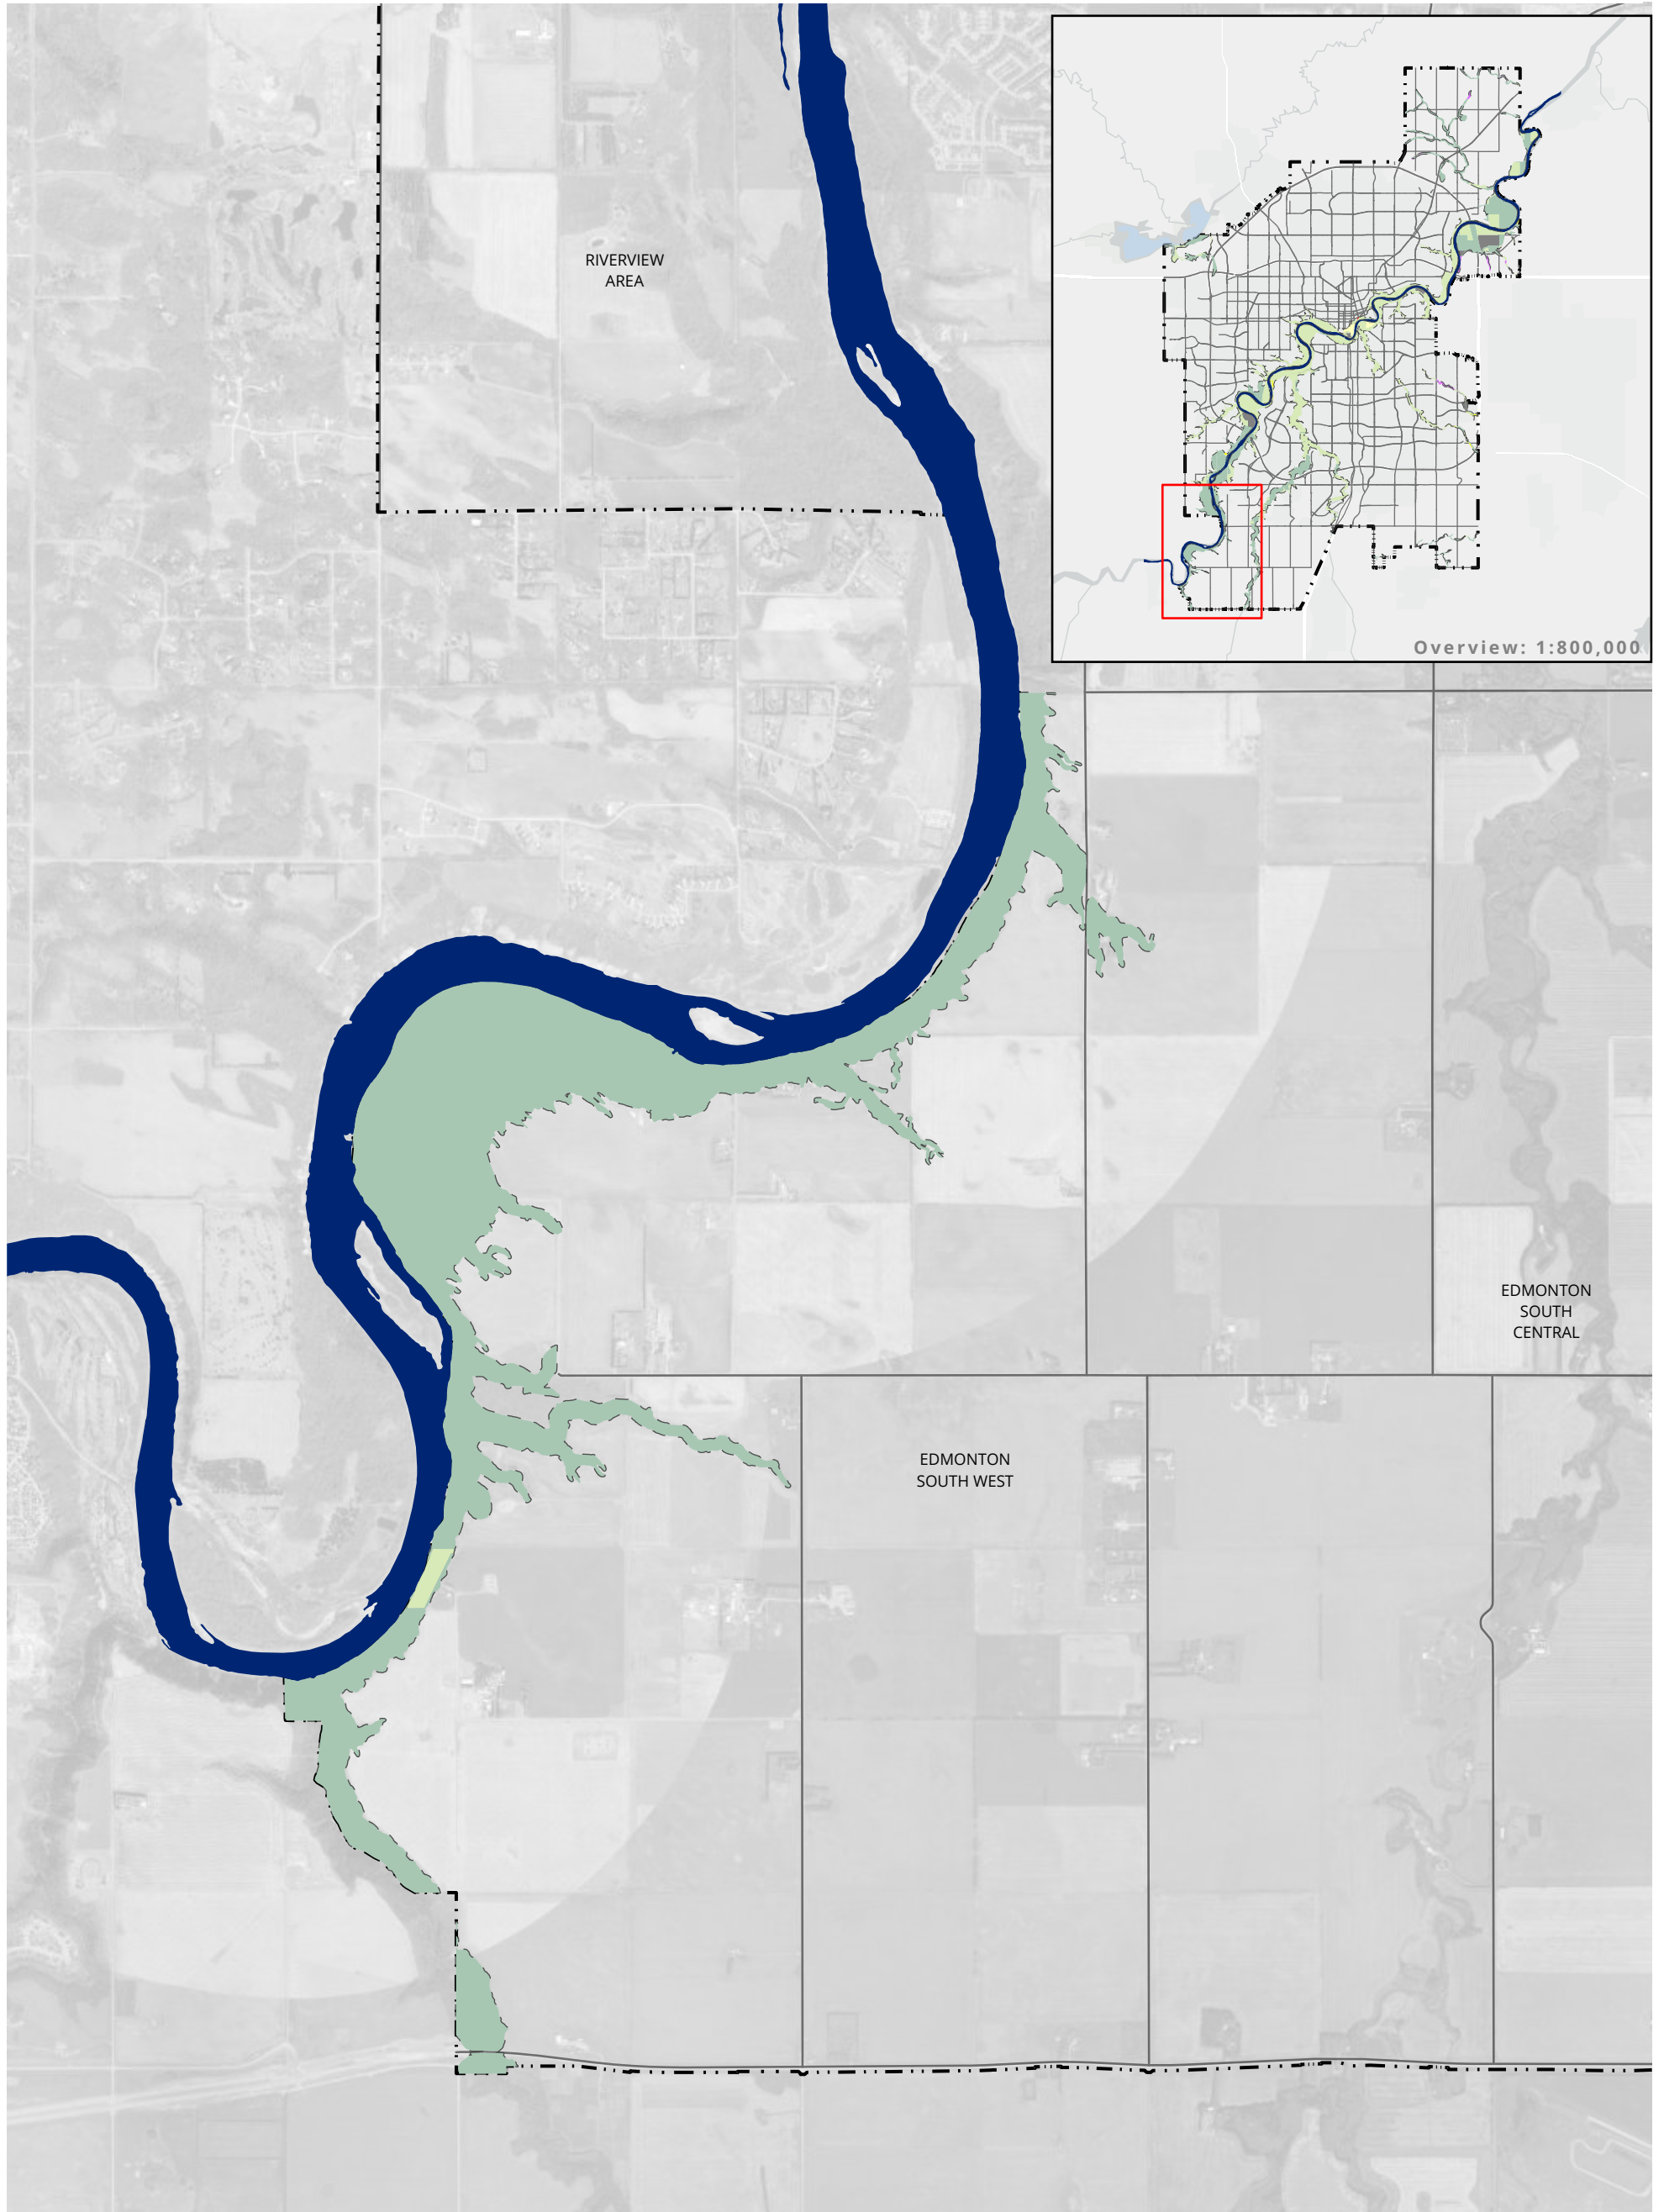 RIVERVIEW
AREA
Overview: 1:800,000
EDMONTON
SOUTH
CENTRAL
EDMONTON
SOUTH WEST